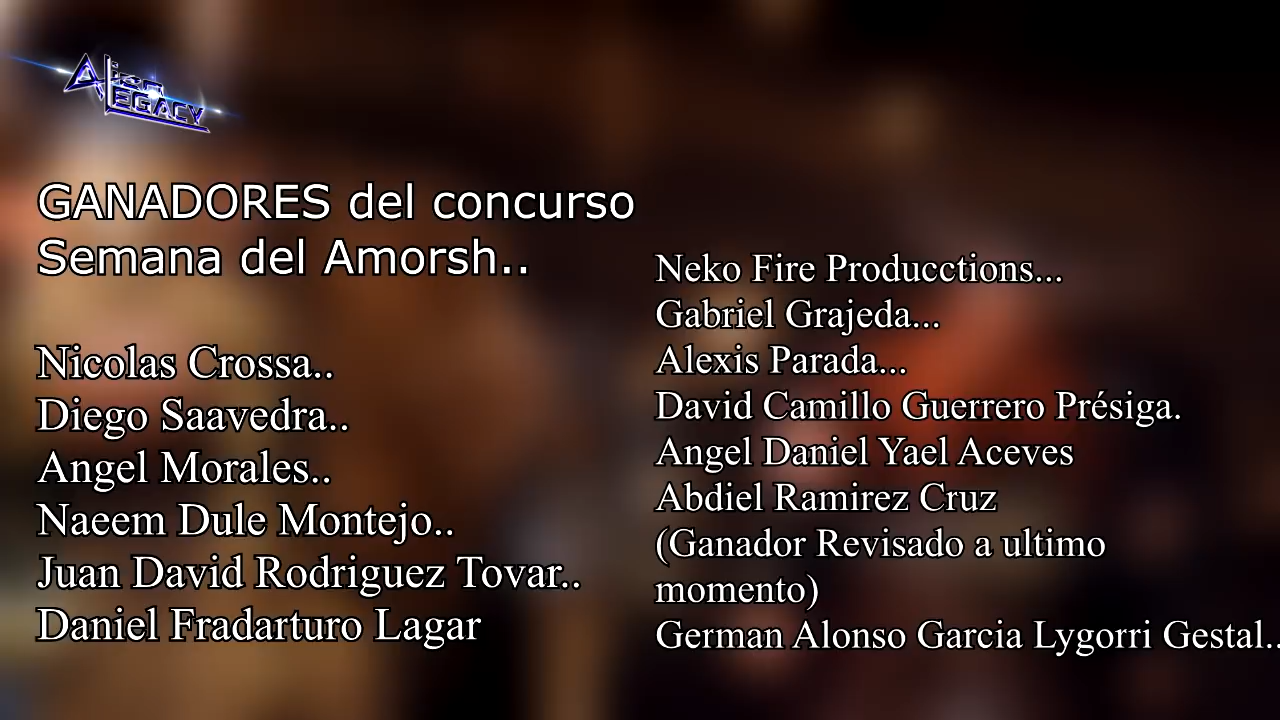 Alien
LEGACY
GANADORES del concurso
Semana del Amorsh..
Nicolas Crossa..
Diego Saavedra..
Angel Morales..
Naeem Dule Montejo..
Juan David Rodriguez Tovar..
Daniel Fradarturo Lagar
Neko Fire Producctions...
Gabriel Grajeda...
Alexis Parada...
David Camillo Guerrero Présiga.
Angel Daniel Yael Aceves
Abdiel Ramirez Cruz
(Ganador Revisado a ultimo
momento)
German Alonso Garcia Lygorri Gestal..